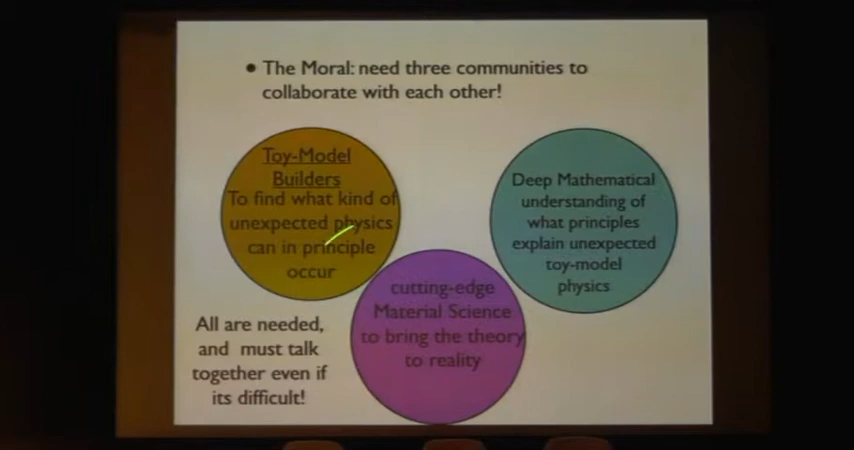 • The Moral: need three communities to
collaborate with each other!
Toy-Model
Builders
To find what kind of
unexpected physics
can in principle
occur
Deep Mathematical
understanding of
what principles
explain unexpected
toy-model
physics
cutting-edge
Material Science
to bring the theory
to reality
All are needed,
and must talk
together even if
its difficult!